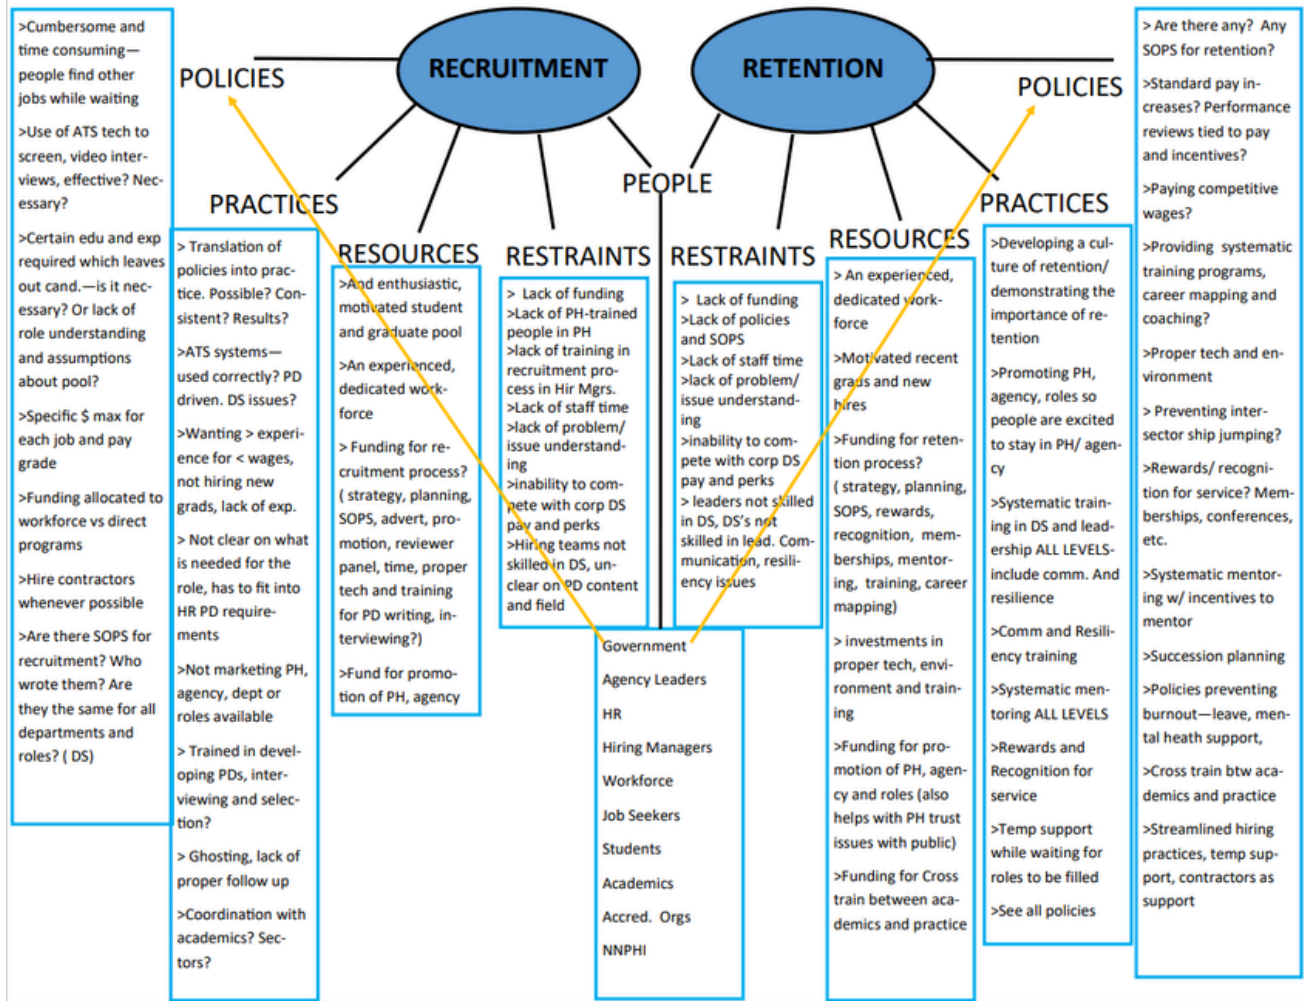 RECRUITMENT
RETENTION
POLICIES
>Cumbersome and
time consuming—
people find other
jobs while waiting
>Use of ATS tech to
screen, video inter-
views, effective? Nec-
essary?
>Certain edu and exp
required which leaves
out cand.—is it nec-
essary? Or lack of
role understanding
and assumptions
about pool?
>Specific $ max for
each job and pay
grade
>Funding allocated to
workforce vs direct
programs
>Hire contractors
whenever possible
>Are there SOPS for
recruitment? Who
wrote them? Are
they the same for all
departments and
roles? ( DS)
PRACTICES
> Translation of
policies into prac-
tice. Possible? Con-
sistent? Results?
>ATS systems—
used correctly? PD
driven. DS issues?
>Wanting > experi-
ence for < wages,
not hiring new
grads, lack of exp.
> Not clear on what
is needed for the
role, has to fit into
HR PD require-
ments
>Not marketing PH,
agency, dept or
roles available
> Trained in devel-
oping PDs, inter-
viewing and selec-
tion?
> Ghosting, lack of
proper follow up
>Coordination with
academics? Sec-
tors?
RESOURCES
>And enthusiastic,
motivated student
and graduate pool
>An experienced,
dedicated work-
force
> Funding for re-
cruitment process?
( strategy, planning,
SOPS, advert, pro-
motion, reviewer
panel, time, proper
tech and training
for PD writing, in-
terviewing?)
>Fund for promo-
tion of PH, agency
RESTRAINTS
> Lack of funding
>Lack of PH-trained
people in PH
>lack of training in
recruitment pro-
cess in Hir Mgrs.
>Lack of staff time
>lack of problem/
issue understand-
ing
>inability to com-
pete with corp DS
pay and perks
>Hiring teams not
skilled in DS, un-
clear on PD content
and field
PEOPLE
Government
Agency Leaders
HR
Hiring Managers
Workforce
Job Seekers
Students
Academics
Accred. Orgs
NNPHI
RESTRAINTS
> Lack of funding
>Lack of policies
and SOPS
>Lack of staff time
>lack of problem/
issue understand-
ing
>inability to com-
pete with corp DS
pay and perks
> leaders not skilled
in DS, DS's not
skilled in lead. Com-
munication, resili-
ency issues
RESOURCES
> An experienced,
dedicated work-
force
>Motivated recent
grads and new
hires
>Funding for reten-
tion process?
( strategy, planning,
SOPS, rewards,
recognition, mem-
berships, mentor-
ing, training, career
mapping)
> investments in
proper tech, envi-
ronment and train-
ing
>Funding for pro-
motion of PH, agen-
cy and roles (also
helps with PH trust
issues with public)
>Funding for Cross
train between aca-
demics and practice
PRACTICES
>Developing a cul-
ture of retention/
demonstrating the
importance of re-
tention
>Promoting PH,
agency, roles so
people are excited
to stay in PH/ agen-
cy
>Systematic train-
ing in DS and lead-
ership ALL LEVELS-
include comm. And
resilience
>Comm and Resili-
ency training
>Systematic men-
toring ALL LEVELS
>Rewards and
Recognition for
service
>Temp support
while waiting for
roles to be filled
>See all policies
POLICIES
> Are there any? Any
SOPS for retention?
>Standard pay in-
creases? Performance
reviews tied to pay
and incentives?
>Paying competitive
wages?
>Providing systematic
training programs,
career mapping and
coaching?
>Proper tech and en-
vironment
> Preventing inter-
sector ship jumping?
>Rewards/ recogni-
tion for service? Mem-
berships, conferences,
etc.
>Systematic mentor-
ing w/ incentives to
mentor
>Succession planning
>Policies preventing
burnout—leave, men-
tal heath support,
>Cross train btw aca-
demics and practice
>Streamlined hiring
practices, temp sup-
port, contractors as
support